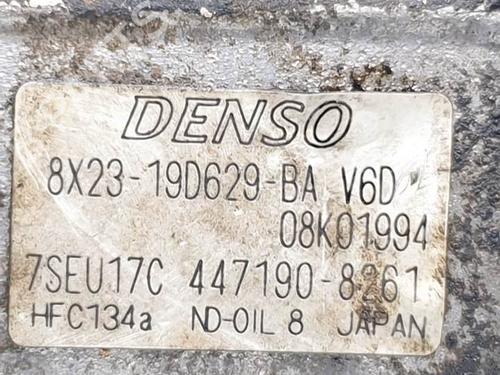 DENSO
8X23-19D629-BA V6D
08K01994
7SEU17C 447190-8261
HFC134a ND-OIL 8 JAPAN